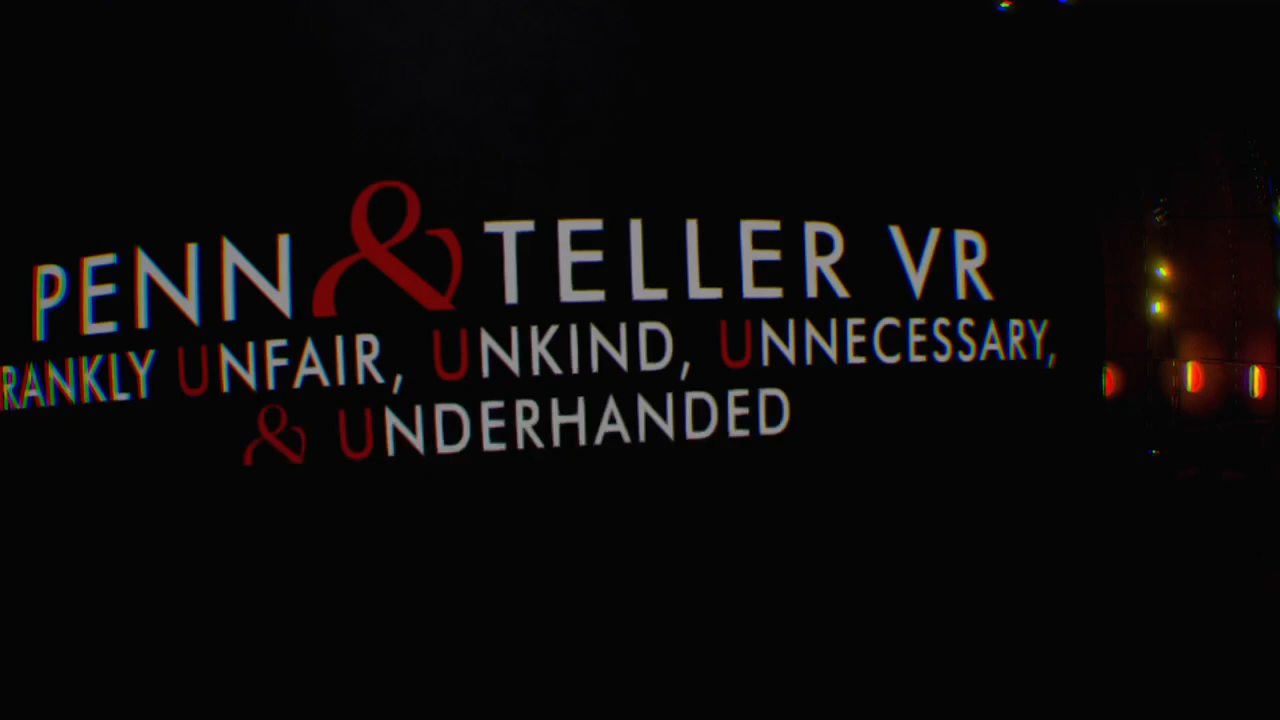 PENN & TELLER VR
RANKLY UNFAIR, UNKIND, UNNECESSARY,
& UNDERHANDED